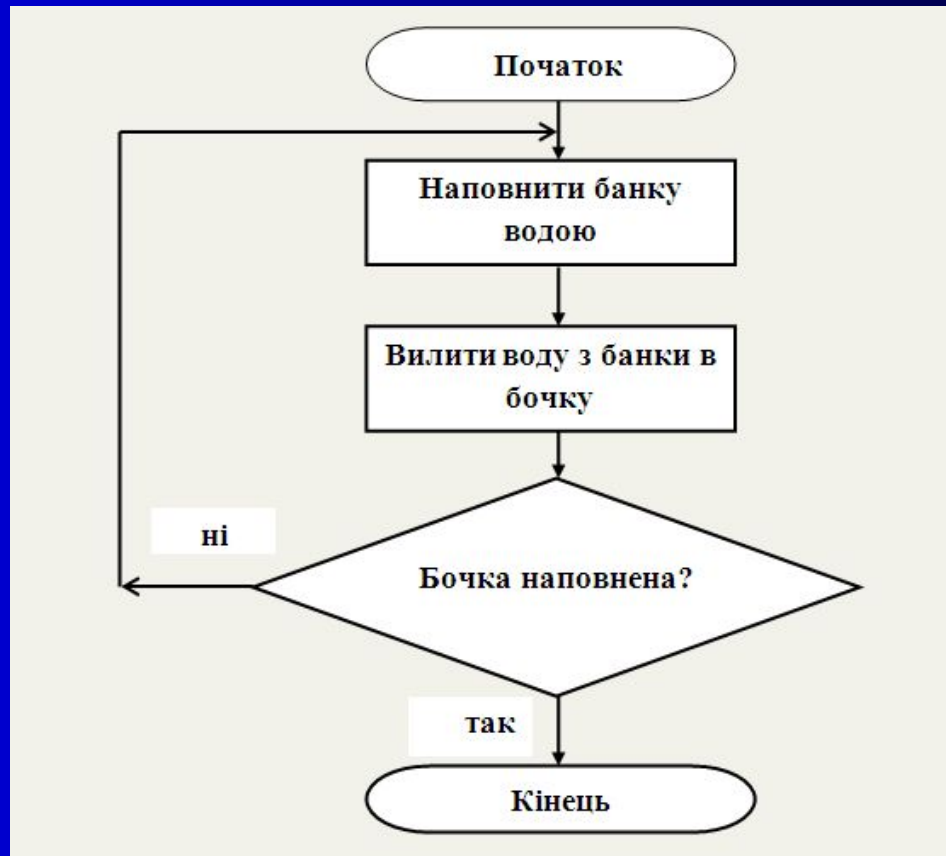 Початок
Наповнити банку
водою
Вилити воду з банки в
бочку
ні
Бочка наповнена?
так
Кінець